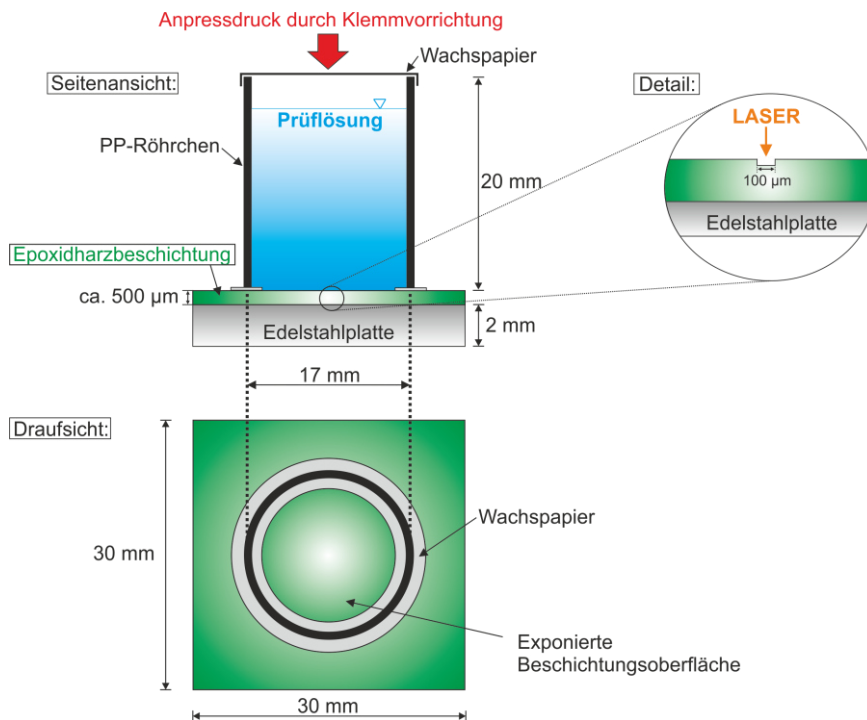 Anpressdruck durch Klemmvorrichtung
Wachspapier
Seitenansicht:
Detail:
Prüflösung
LASER
PP-Röhrchen
100 µm
20 mm
Edelstahlplatte
Epoxidharzbeschichtung
ca. 500 µm
Edelstahlplatte
2 mm
17 mm
Draufsicht:
Wachspapier
30 mm
Exponierte
Beschichtungsoberfläche
30 mm